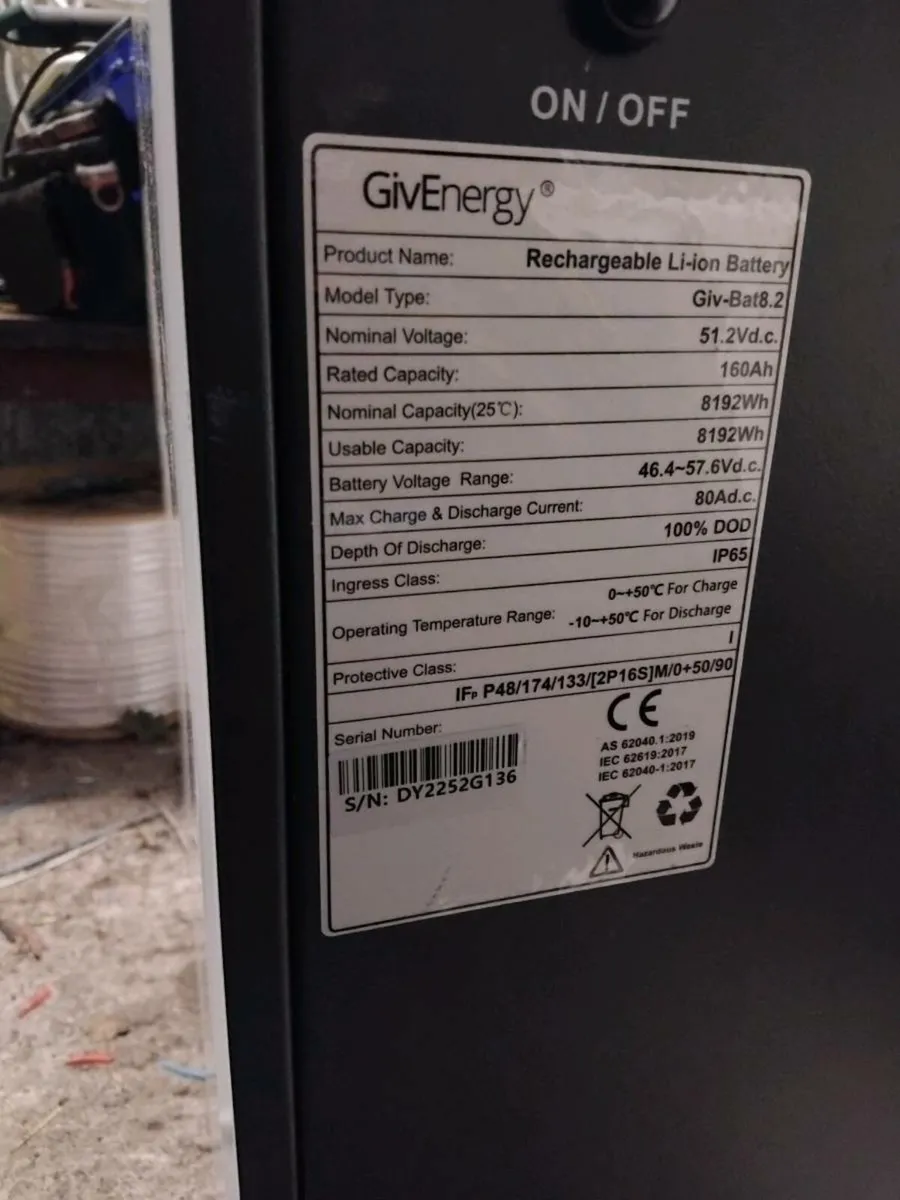 ON / OFF
GivEnergy®
Product Name: Rechargeable Li-ion Battery
Model Type: Giv-Bat8.2
Nominal Voltage: 51.2Vd.c.
Rated Capacity: 160Ah
Nominal Capacity(25℃): 8192Wh
Usable Capacity: 8192Wh
Battery Voltage Range: 46.4~57.6Vd.c.
Max Charge & Discharge Current: 80Ad.c.
Depth Of Discharge: 100% DOD
Ingress Class: IP65
Operating Temperature Range: 0~+50℃ For Charge
-10~+50℃ For Discharge
Protective Class: I
IFₚ P48/174/133/[2P16S]M/0+50/90
Serial Number:
S/N: DY2252G136
CE
AS 62040.1:2019
IEC 62619:2017
IEC 62040-1:2017
Hazardous Waste